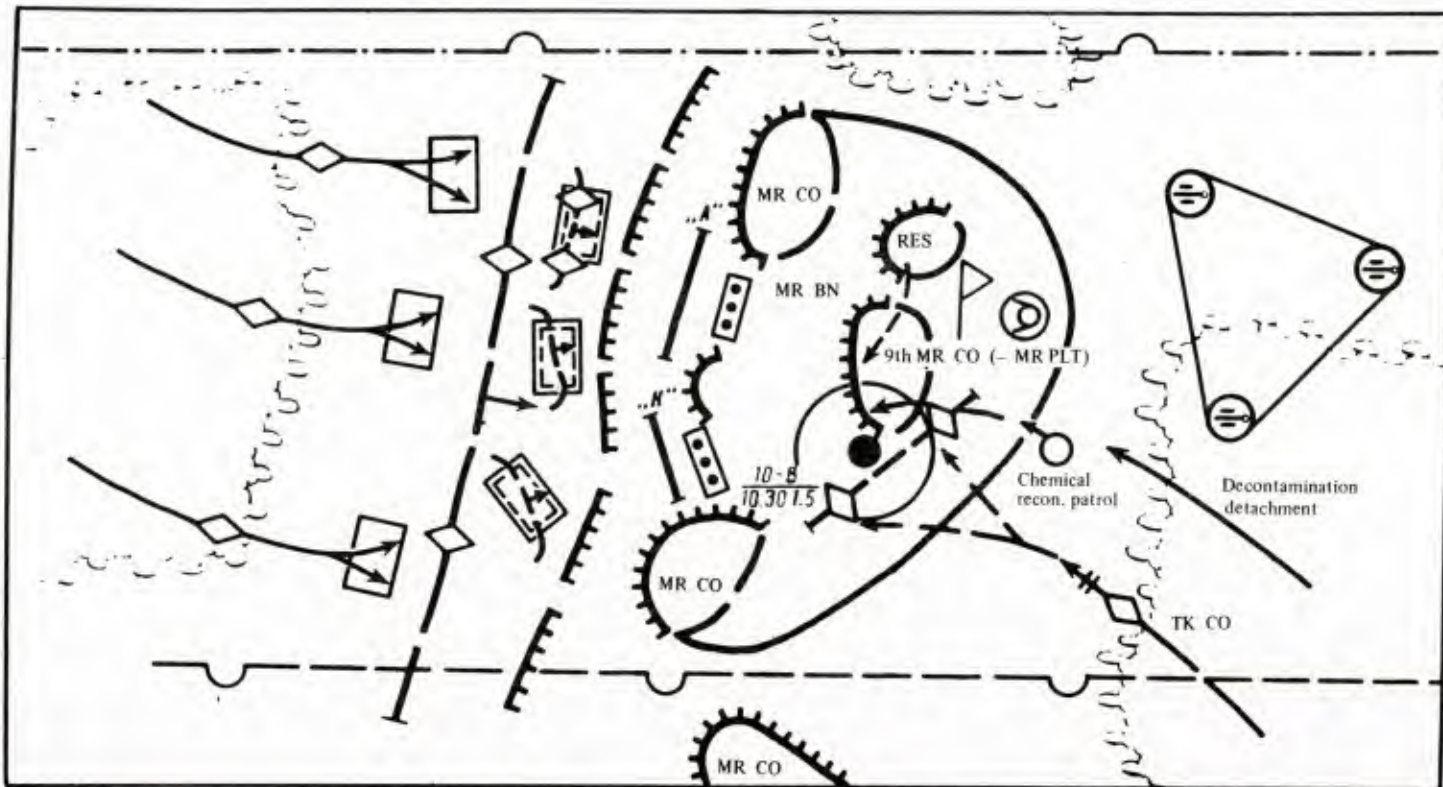 MR CO
„A"
RES
MR BN
9th MR CO (– MR PLT)
„H"
10-B
10.30 1.5
Chemical
recon. patrol
Decontamination
detachment
MR CO
TK CO
MR CO